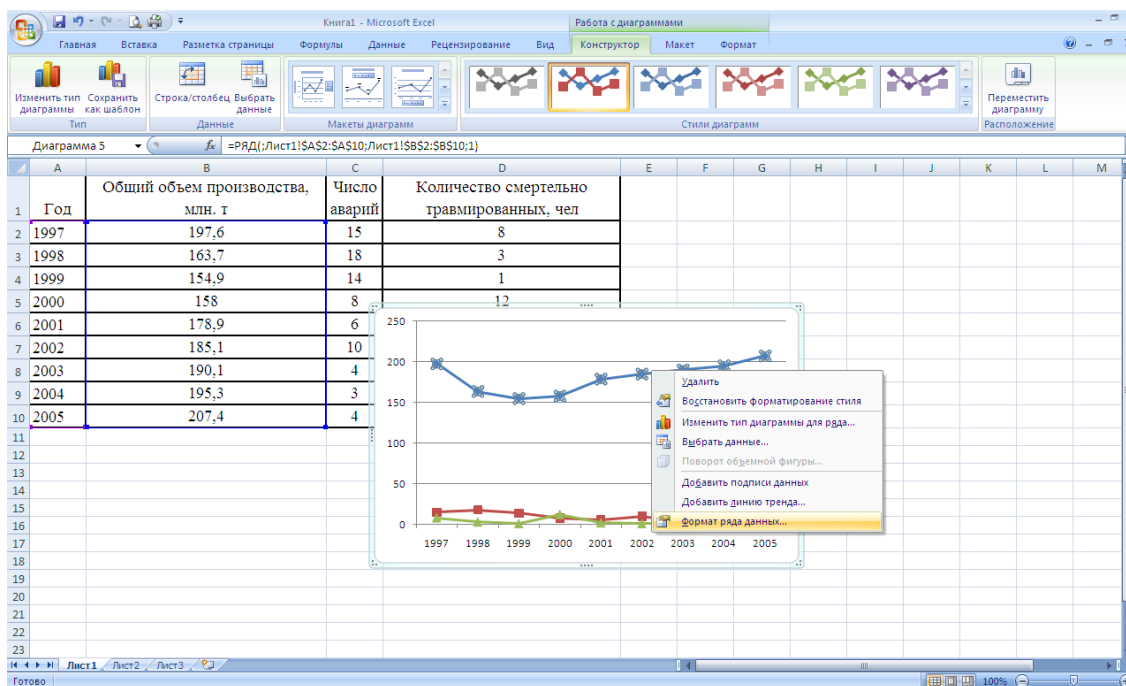 Книга1 - Microsoft Excel
Работа с диаграммами
Главная Вставка Разметка страницы Формулы Данные Рецензирование Вид Конструктор Макет Формат
Изменить тип диаграммы
Сохранить как шаблон
Строка/столбец
Выбрать данные
Переместить диаграмму
Тип Данные Макеты диаграмм Стили диаграмм Расположение
Диаграмма 5 fx =РЯД(;Лист1!$A$2:$A$10;Лист1!$B$2:$B$10;1)
A B C D E F G H I J K L M
1 Год Общий объем производства, млн. т Число аварий Количество смертельно травмированных, чел
2 1997 197,6 15 8
3 1998 163,7 18 3
4 1999 154,9 14 1
5 2000 158 8 12
6 2001 178,9 6
7 2002 185,1 10
8 2003 190,1 4
9 2004 195,3 3
10 2005 207,4 4
11
12
13
14
15
16
17
18
19
20
21
22
23
250
200
150
100
50
0
1997 1998 1999 2000 2001 2002 2003 2004 2005
Удалить
Восстановить форматирование стиля
Изменить тип диаграммы для ряда...
Выбрать данные...
Поворот объемной фигуры...
Добавить подписи данных
Добавить линию тренда...
Формат ряда данных...
Лист1 Лист2 Лист3
Готово 100%